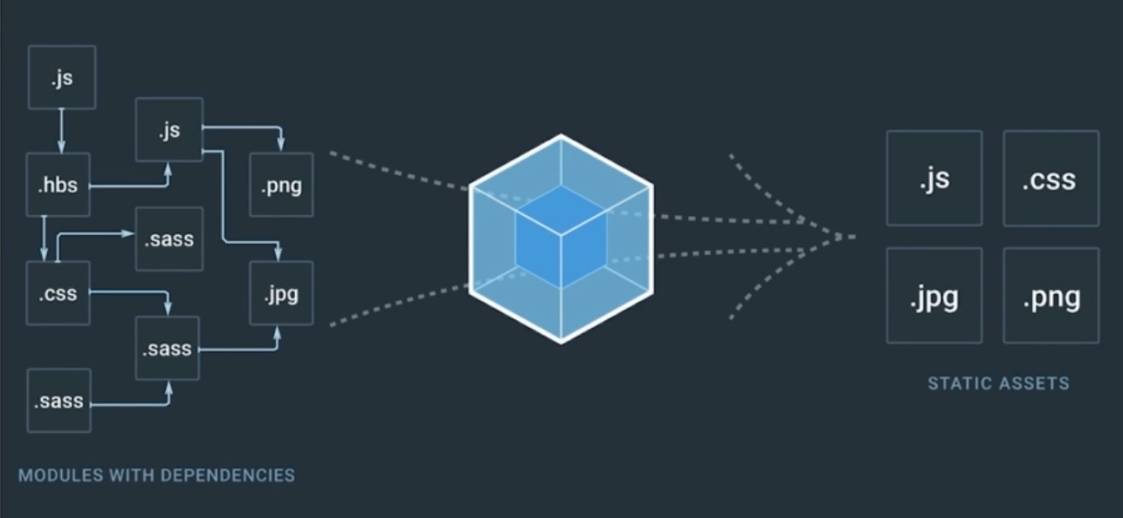 .js
.js
.hbs
.png
.sass
.css
.jpg
.sass
.sass
MODULES WITH DEPENDENCIES
.js
.css
.jpg
.png
STATIC ASSETS